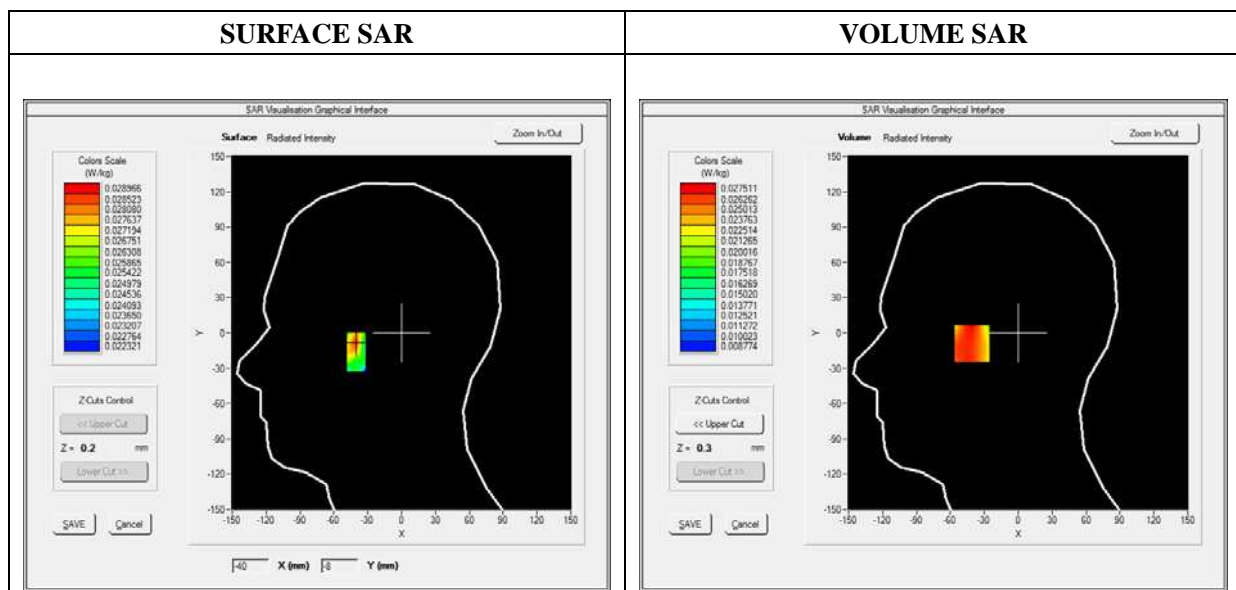 SURFACE SAR
VOLUME SAR
SAR Visualisation Graphical Interface
Surface Radiated Intensity
Zoom In/Out
Colors Scale
(W/kg)
0.028966
0.028523
0.028080
0.027637
0.027194
0.026751
0.026308
0.025865
0.025422
0.024979
0.024536
0.024093
0.023650
0.023207
0.022764
0.022321
Z-Cuts Control
<< Upper Cut
Z = 0.2 mm
Lower Cut >>
SAVE Cancel
150
120
90
60
30
0
-30
-60
-90
-120
-150
Y
-150 -120 -90 -60 -30 0 30 60 90 120 150
X
-40 X (mm) -8 Y (mm)
SAR Visualisation Graphical Interface
Volume Radiated Intensity
Zoom In/Out
Colors Scale
(W/kg)
0.027511
0.026262
0.025013
0.023763
0.022514
0.021265
0.020016
0.018767
0.017518
0.016269
0.015020
0.013771
0.012521
0.011272
0.010023
0.008774
Z-Cuts Control
<< Upper Cut
Z = 0.3 mm
Lower Cut >>
SAVE Cancel
150
120
90
60
30
0
-30
-60
-90
-120
-150
Y
-150 -120 -90 -60 -30 0 30 60 90 120 150
X